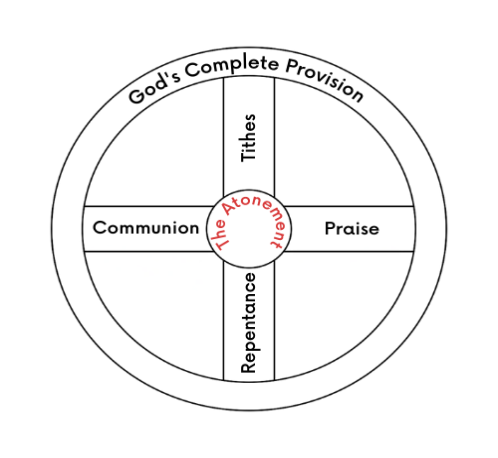 God's Complete Provision
Tithes
The Atonement
Communion
Praise
Repentance